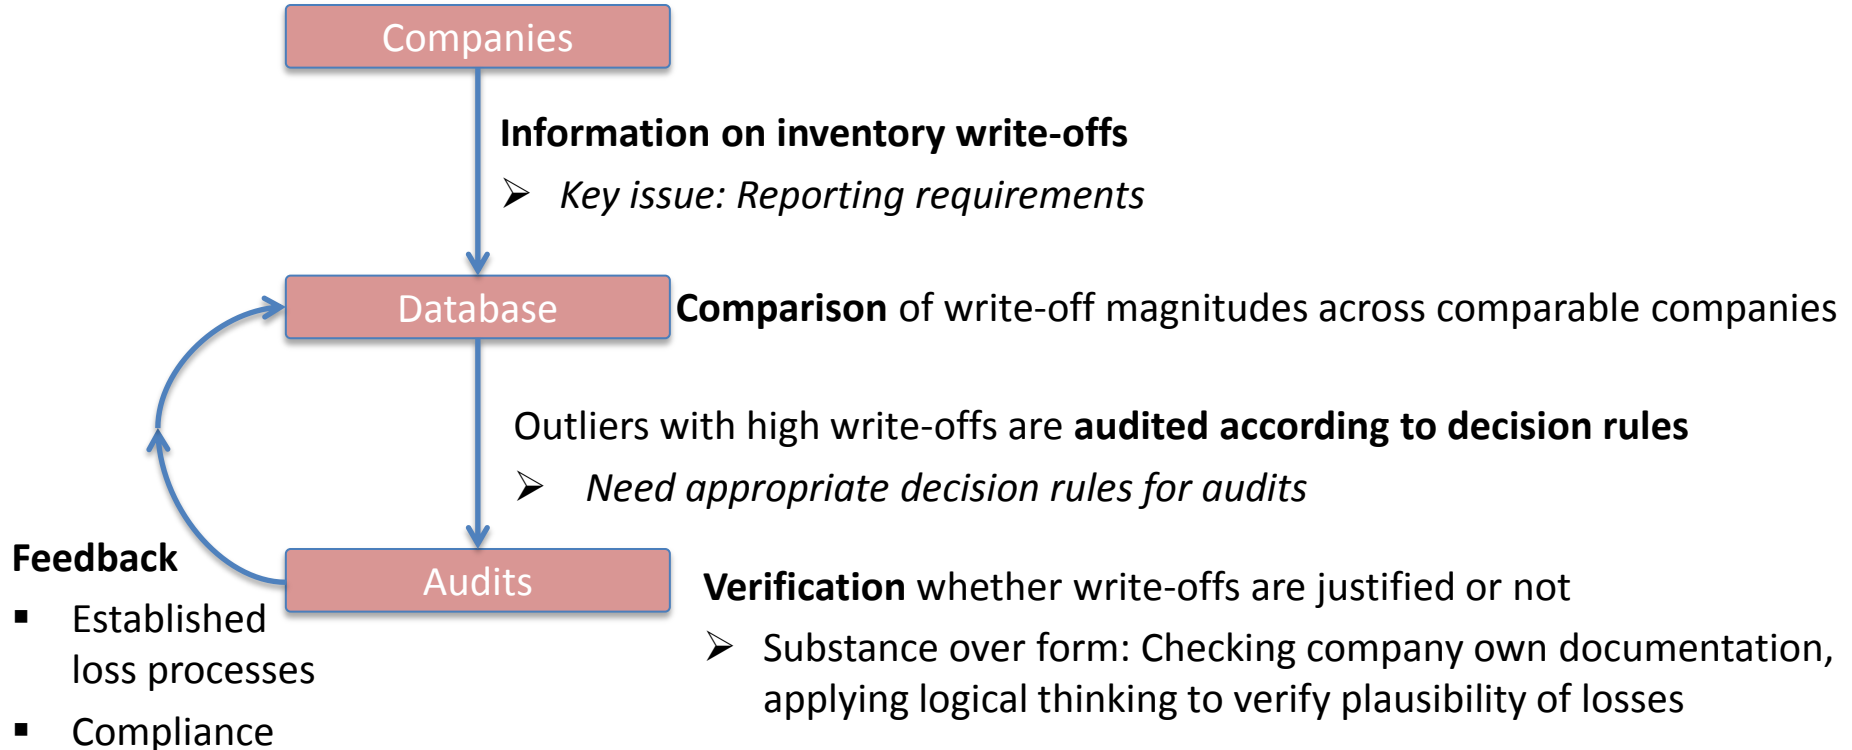 Companies
Information on inventory write-offs
➢ Key issue: Reporting requirements
Database
Comparison of write-off magnitudes across comparable companies
Outliers with high write-offs are audited according to decision rules
➢ Need appropriate decision rules for audits
Feedback
▪ Established
loss processes
▪ Compliance
Audits
Verification whether write-offs are justified or not
➢ Substance over form: Checking company own documentation,
applying logical thinking to verify plausibility of losses